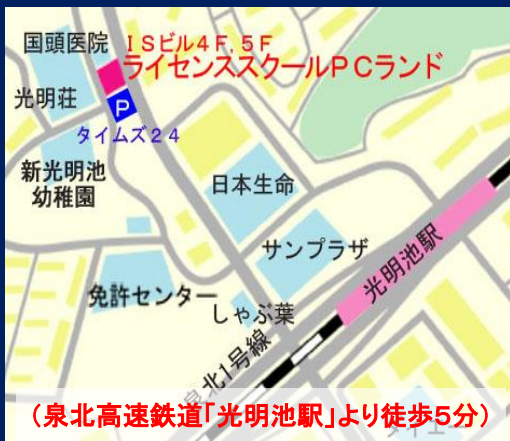 国頭医院
ISビル4F,5F
ライセンススクールPCランド
光明荘
P
タイムズ24
新光明池
幼稚園
日本生命
サンプラザ
光明池駅
免許センター
しゃぶ葉
泉北1号線
(泉北高速鉄道「光明池駅」より徒歩5分)